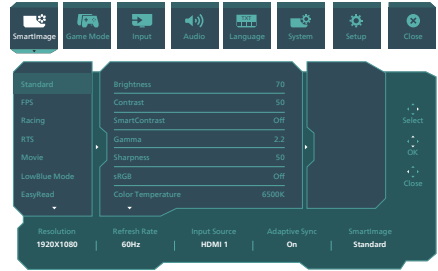 SmartImage
Game Mode
Input
TXT
Audio
Language
System
Setup
Close
Standard
FPS
Racing
RTS
Movie
LowBlue Mode
EasyRead
Brightness 70
Contrast 50
SmartContrast Off
Gamma 2.2
Sharpness 50
sRGB Off
Color Temperature 6500K
Select
OK
Close
Resolution Refresh Rate Input Source Adaptive Sync SmartImage
1920X1080 | 60Hz | HDMI 1 | On | Standard